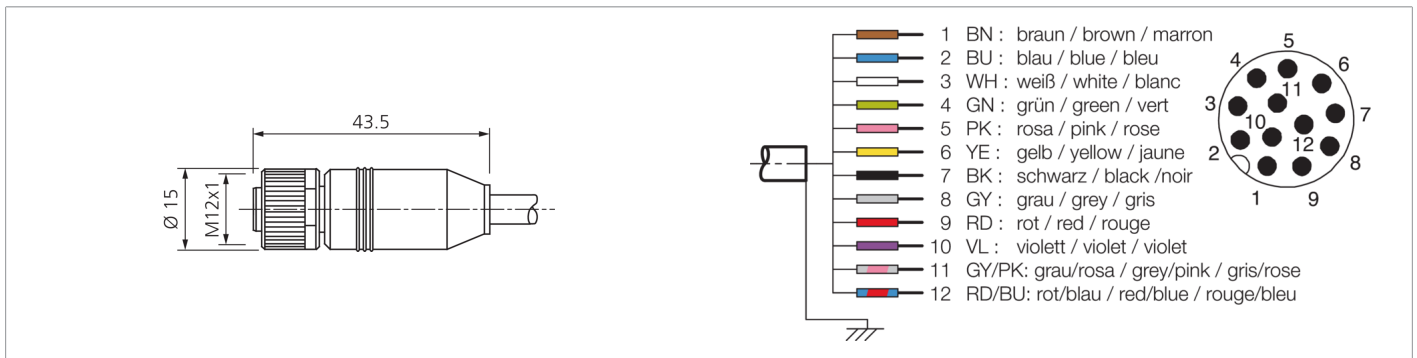 43.5
Ø 15
M12x1
1 BN : braun / brown / marron
2 BU : blau / blue / bleu
3 WH : weiß / white / blanc
4 GN : grün / green / vert
5 PK : rosa / pink / rose
6 YE : gelb / yellow / jaune
7 BK : schwarz / black /noir
8 GY : grau / grey / gris
9 RD : rot / red / rouge
10 VL : violett / violet / violet
11 GY/PK: grau/rosa / grey/pink / gris/rose
12 RD/BU: rot/blau / red/blue / rouge/bleu
5
4 6
11
3 7
10
12
2 8
1 9